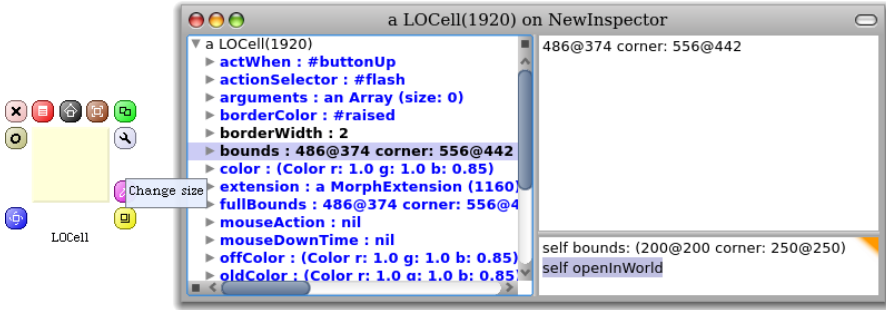 a LOCell(1920) on NewInspector
a LOCell(1920)
actWhen : #buttonUp
actionSelector : #flash
arguments : an Array (size: 0)
borderColor : #raised
borderWidth : 2
bounds : 486@374 corner: 556@442
color : (Color r: 1.0 g: 1.0 b: 0.85)
extension : a MorphExtension (1160)
fullBounds : 486@374 corner: 556@4
mouseAction : nil
mouseDownTime : nil
offColor : (Color r: 1.0 g: 1.0 b: 0.85)
oldColor : (Color r: 1.0 g: 1.0 b: 0.85)
486@374 corner: 556@442
self bounds: (200@200 corner: 250@250)
self openInWorld
Change size
LOCell